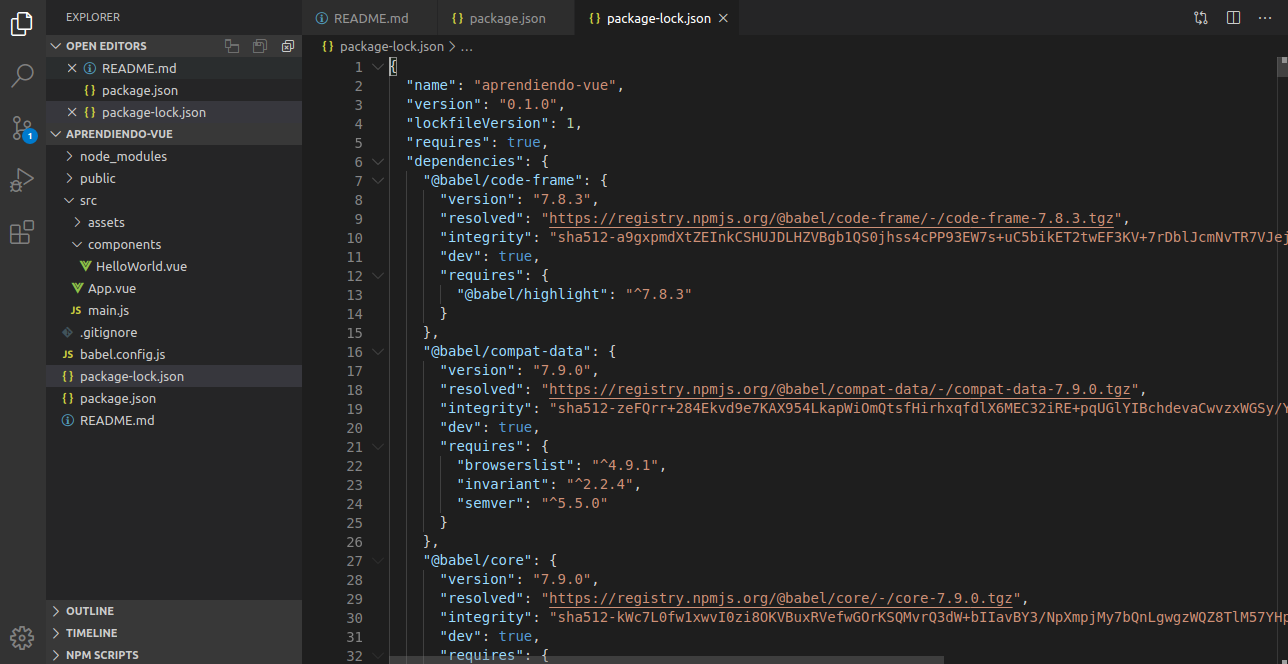 EXPLORER
OPEN EDITORS
README.md
package.json
package-lock.json
APRENDIENDO-VUE
node_modules
public
src
assets
components
HelloWorld.vue
App.vue
JS main.js
.gitignore
JS babel.config.js
{} package-lock.json
{} package.json
README.md
OUTLINE
TIMELINE
NPM SCRIPTS
1
README.md {} package.json {} package-lock.json
{} package-lock.json > ...
1 {
2 "name": "aprendiendo-vue",
3 "version": "0.1.0",
4 "lockfileVersion": 1,
5 "requires": true,
6 "dependencies": {
7 "@babel/code-frame": {
8 "version": "7.8.3",
9 "resolved": "https://registry.npmjs.org/@babel/code-frame/-/code-frame-7.8.3.tgz",
10 "integrity": "sha512-a9gxpmdXtZEInkCSHUJDLHZVBgb1QS0jhss4cPP93EW7s+uC5bikET2twEF3KV+7rDblJcmNvTR7VJej
11 "dev": true,
12 "requires": {
13 "@babel/highlight": "^7.8.3"
14 }
15 },
16 "@babel/compat-data": {
17 "version": "7.9.0",
18 "resolved": "https://registry.npmjs.org/@babel/compat-data/-/compat-data-7.9.0.tgz",
19 "integrity": "sha512-zeFQrr+284Ekvd9e7KAX954LkapWiOmQtsfHirhxqfdlX6MEC32iRE+pqUGlYIBchdevaCwvzxWGSy/Y
20 "dev": true,
21 "requires": {
22 "browserslist": "^4.9.1",
23 "invariant": "^2.2.4",
24 "semver": "^5.5.0"
25 }
26 },
27 "@babel/core": {
28 "version": "7.9.0",
29 "resolved": "https://registry.npmjs.org/@babel/core/-/core-7.9.0.tgz",
30 "integrity": "sha512-kWc7L0fw1xwvI0zi8OKVBuxRVefwGOrKSQMvrQ3dW+bIIavBY3/NpXmpjMy7bQnLgwgzWQZ8TlM57YHp
31 "dev": true,
32 "requires": {